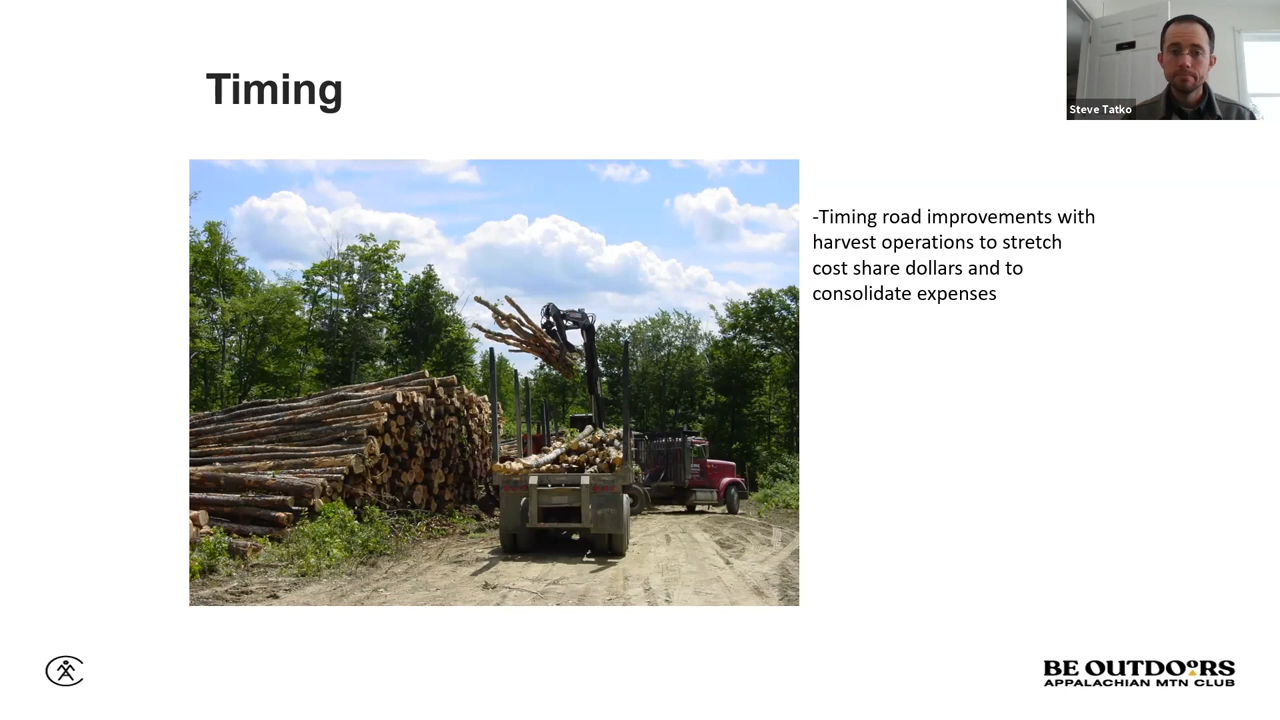 Timing
Steve Tatko
-Timing road improvements with
harvest operations to stretch
cost share dollars and to
consolidate expenses
BE OUTDOORS
APPALACHIAN MTN CLUB